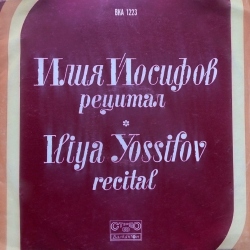 ВКА 1223
Илия Йосифов
рецитал
*
Iliya Yossifov
recital